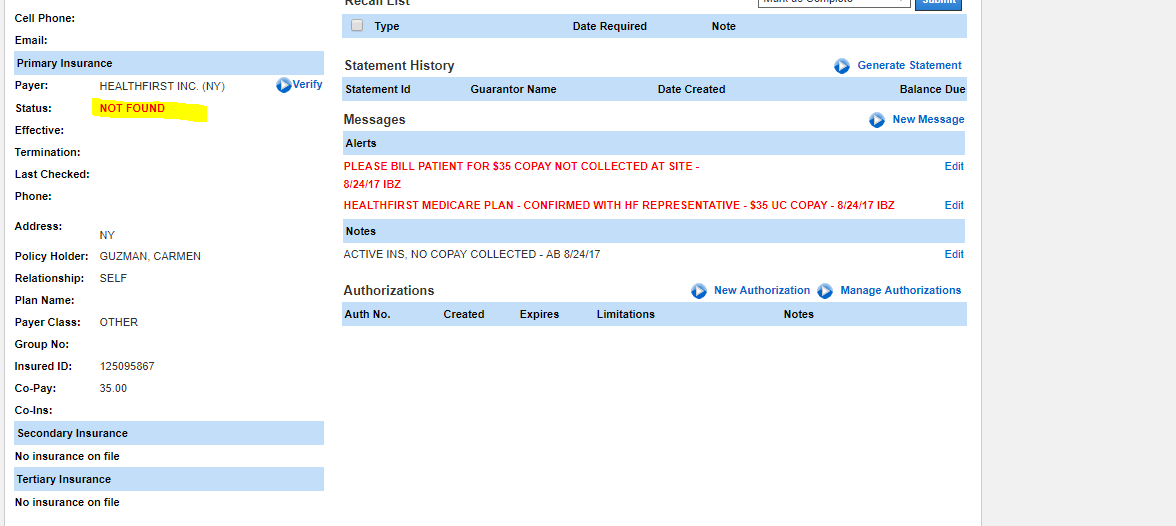 Cell Phone:
Email:
Primary Insurance
Payer: HEALTHFIRST INC. (NY) Verify
Status: NOT FOUND
Effective:
Termination:
Last Checked:
Phone:
Address:
NY
Policy Holder: GUZMAN, CARMEN
Relationship: SELF
Plan Name:
Payer Class: OTHER
Group No:
Insured ID: 125095867
Co-Pay: 35.00
Co-Ins:
Secondary Insurance
No insurance on file
Tertiary Insurance
No insurance on file
Recall List Mark as Complete Submit
Type Date Required Note
Statement History Generate Statement
Statement Id Guarantor Name Date Created Balance Due
Messages New Message
Alerts
PLEASE BILL PATIENT FOR $35 COPAY NOT COLLECTED AT SITE - Edit
8/24/17 IBZ
HEALTHFIRST MEDICARE PLAN - CONFIRMED WITH HF REPRESENTATIVE - $35 UC COPAY - 8/24/17 IBZ Edit
Notes
ACTIVE INS, NO COPAY COLLECTED - AB 8/24/17 Edit
Authorizations New Authorization Manage Authorizations
Auth No. Created Expires Limitations Notes